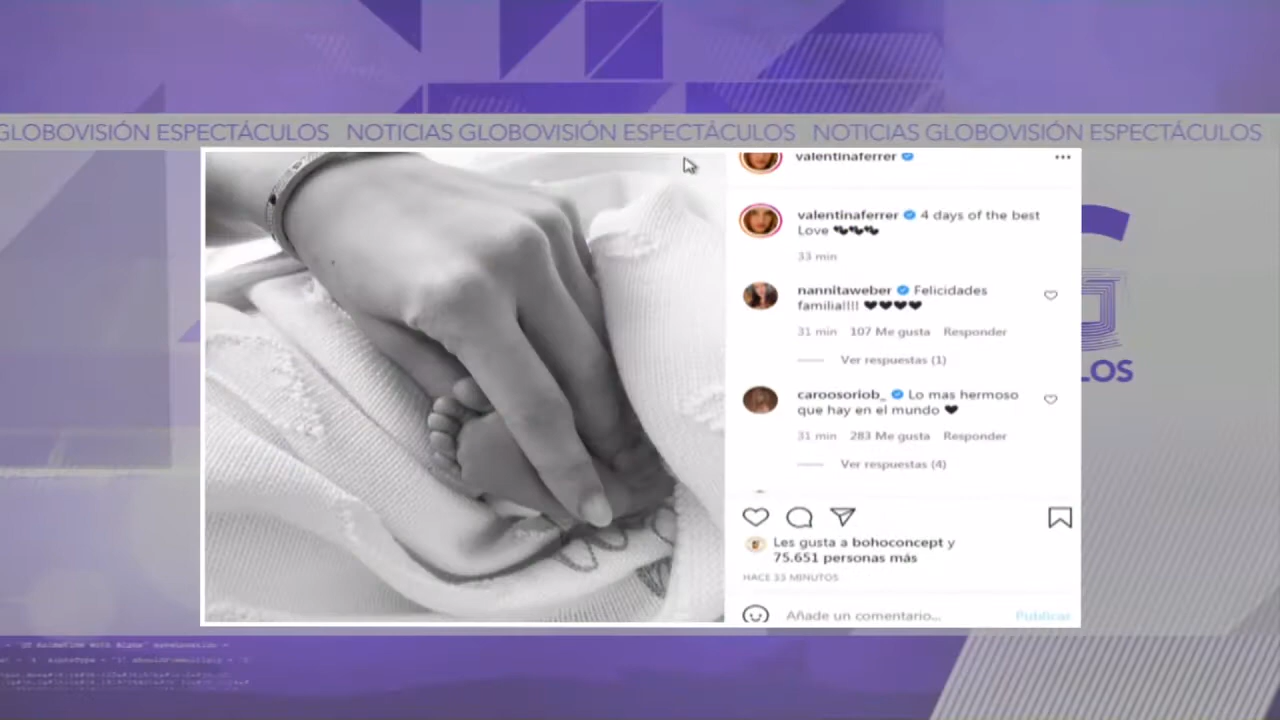 GLOBOVISIÓN ESPECTÁCULOS NOTICIAS GLOBOVISIÓN ESPECTÁCULOS NOTICIAS GLOBOVISIÓN ESPECTÁCULOS
valentinaferrer
valentinaferrer 4 days of the best
Love
33 min
nannitaweber Felicidades
familia!!!! ❤❤❤❤
31 min 107 Me gusta Responder
Ver respuestas (1)
caroosoriob_ Lo mas hermoso
que hay en el mundo ❤
31 min 283 Me gusta Responder
Ver respuestas (4)
LOS
Les gusta a bohoconcept y
75.651 personas más
HACE 33 MINUTOS
Añade un comentario...
Publicar